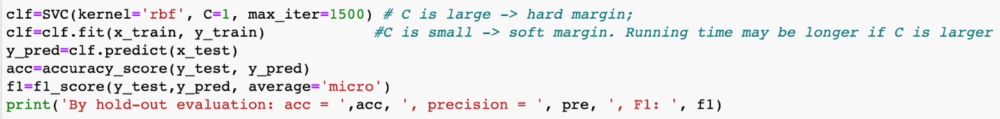 clf=SVC(kernel='rbf', C=1, max_iter=1500) # C is large -> hard margin;
clf=clf.fit(x_train, y_train)             #C is small -> soft margin. Running time may be longer if C is larger
y_pred=clf.predict(x_test)
acc=accuracy_score(y_test, y_pred)
f1=f1_score(y_test,y_pred, average='micro')
print('By hold-out evaluation: acc = ',acc, ', precision = ', pre, ', F1: ', f1)